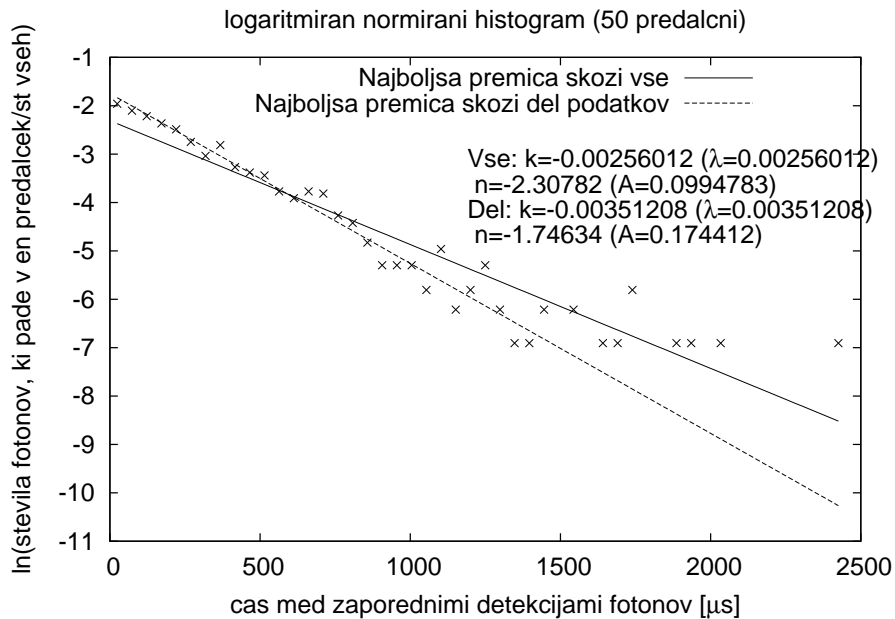 logaritmiran normirani histogram (50 predalcni)
ln(stevila fotonov, ki pade v en predalcek/st vseh)
-1
-2
-3
-4
-5
-6
-7
-8
-9
-10
-11
Najboljsa premica skozi vse
Najboljsa premica skozi del podatkov
Vse: k=-0.00256012 (λ=0.00256012)
n=-2.30782 (A=0.0994783)
Del: k=-0.00351208 (λ=0.00351208)
n=-1.74634 (A=0.174412)
0 500 1000 1500 2000 2500
cas med zaporednimi detekcijami fotonov [μs]